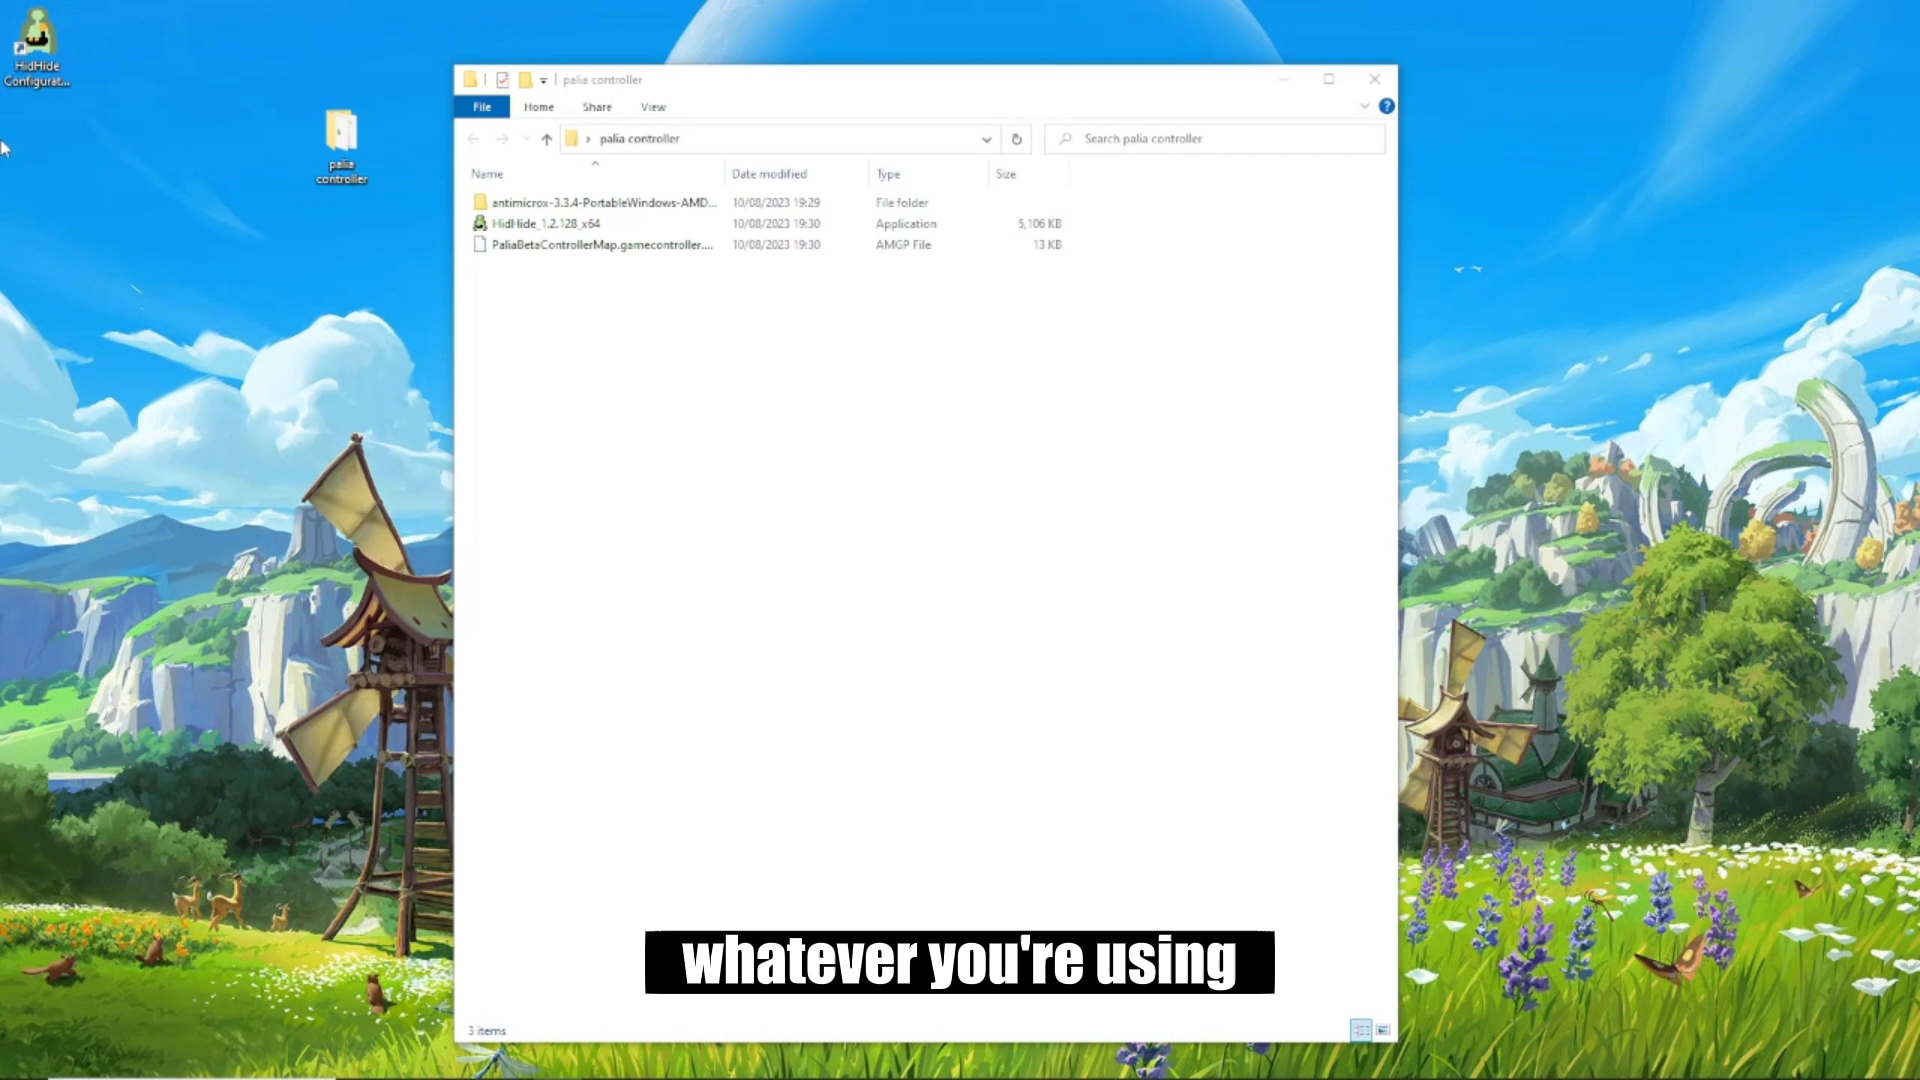 HidHide
Configurat...
palia
controller
palia controller
File Home Share View
palia controller
Search palia controller
Name Date modified Type Size
antimicrox-3.3.4-PortableWindows-AMD... 10/08/2023 19:29 File folder
HidHide_1.2.128_x64 10/08/2023 19:30 Application 5,106 KB
PaliaBetaControllerMap.gamecontroller.... 10/08/2023 19:30 AMGP File 13 KB
whatever you're using
3 items